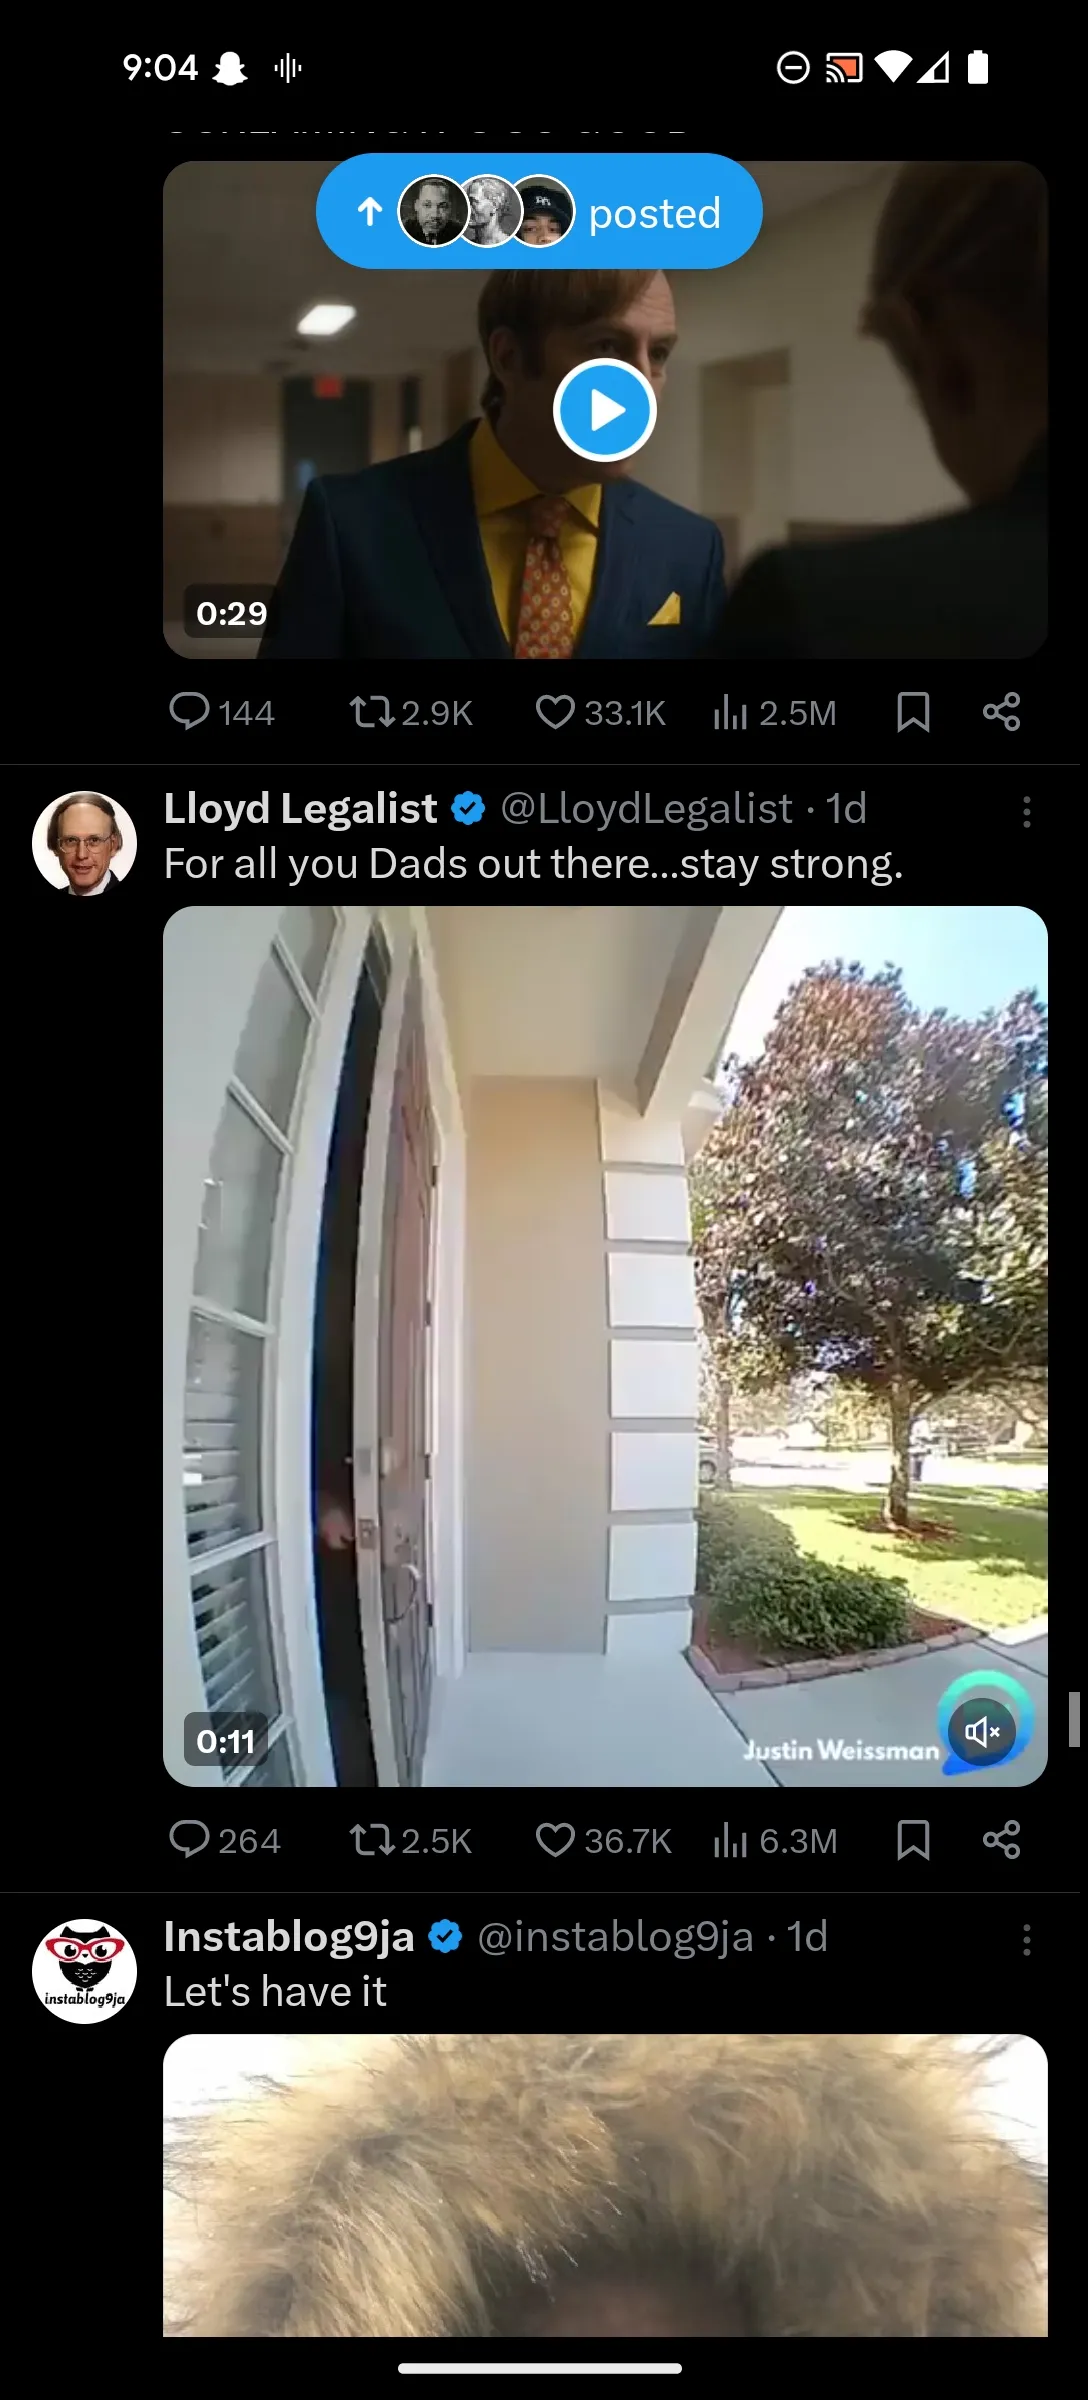 9:04
posted
0:29
144 2.9K 33.1K 2.5M
Lloyd Legalist @LloydLegalist · 1d
For all you Dads out there...stay strong.
0:11
Justin Weissman
264 2.5K 36.7K 6.3M
Instablog9ja @instablog9ja · 1d
instablog9ja
Let's have it